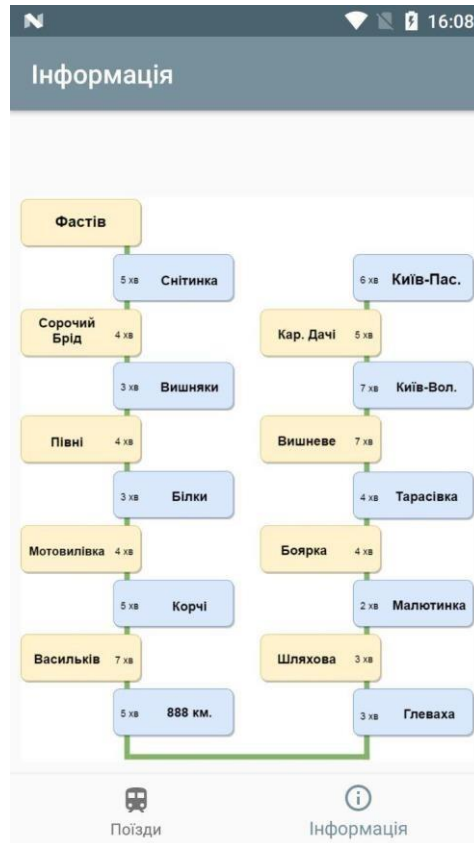 N 16:08
Інформація
Фастів
5 хв Снітинка
Сорочий
Брід 4 хв
3 хв Вишняки
Півні 4 хв
3 хв Білки
Мотовилівка 4 хв
5 хв Корчі
Васильків 7 хв
5 хв 888 км.
6 хв Київ-Пас.
Кар. Дачі 5 хв
7 хв Київ-Вол.
Вишневе 7 хв
4 хв Тарасівка
Боярка 4 хв
2 хв Малютинка
Шляхова 3 хв
3 хв Глеваха
Поїзди
Інформація